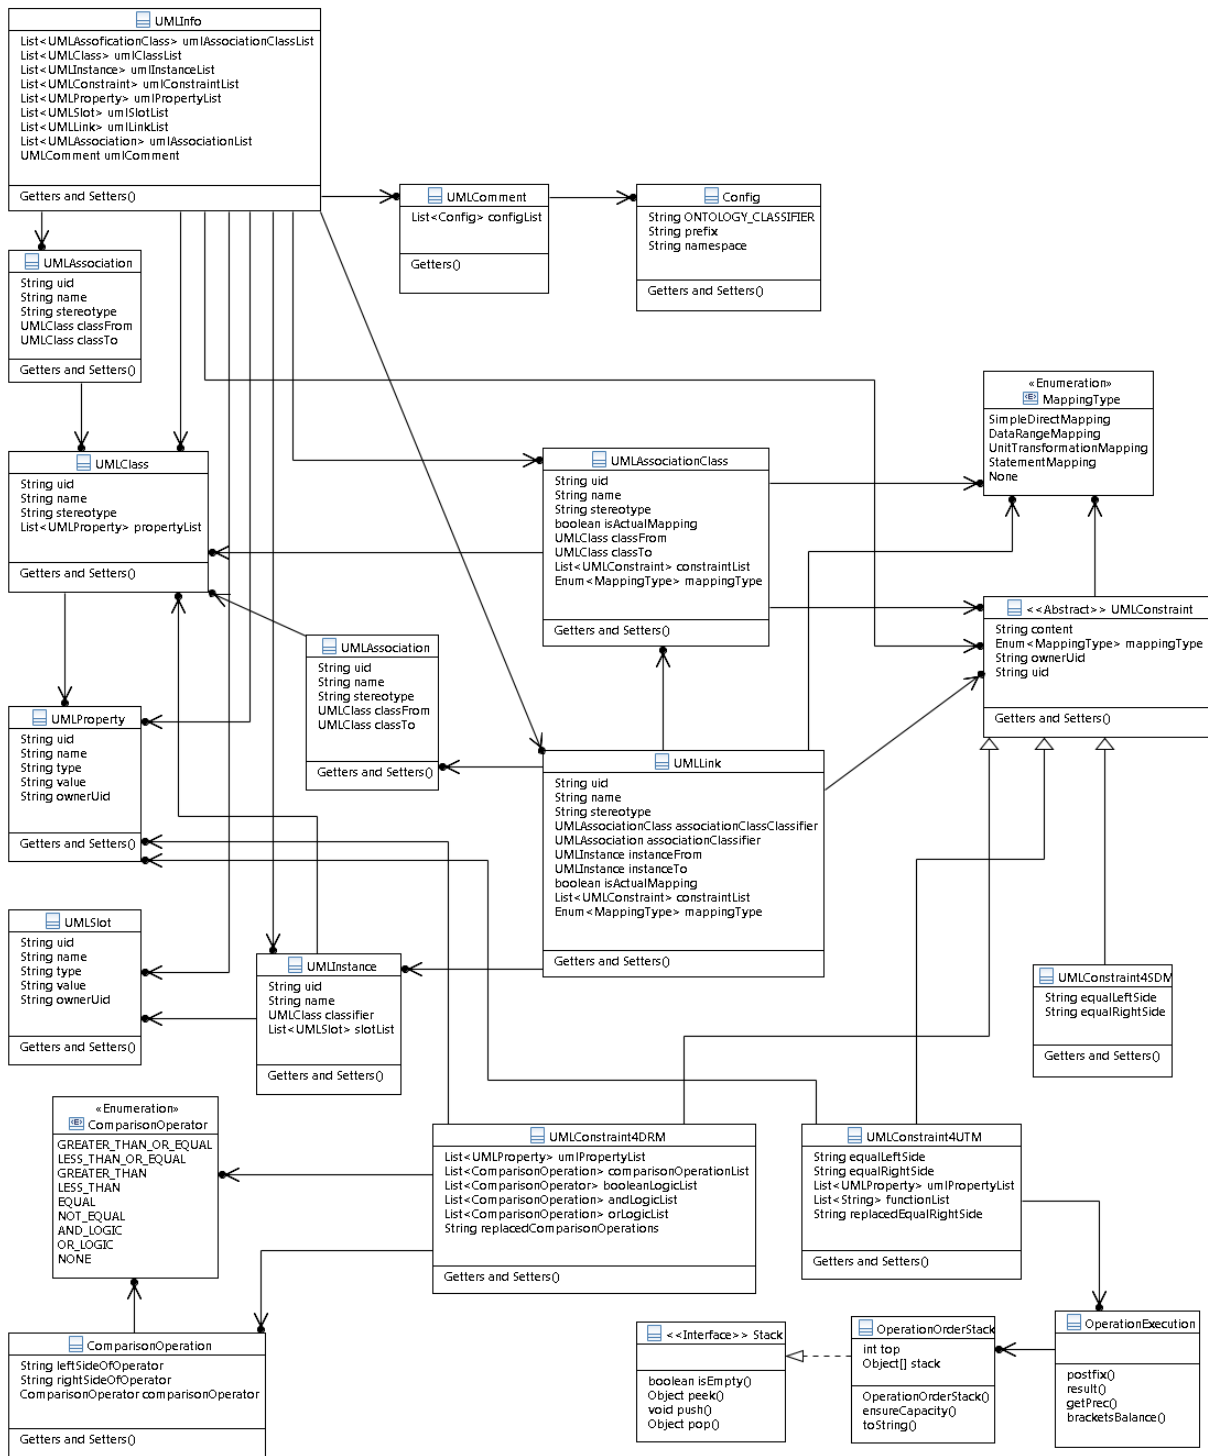 UMLInfo
List<UMLAssoficationClass> umlAssociationClassList
List<UMLClass> umlClassList
List<UMLInstance> umlInstanceList
List<UMLConstraint> umlConstraintList
List<UMLProperty> umlPropertyList
List<UMLSlot> umlSlotList
List<UMLLink> umlLinkList
List<UMLAssociation> umlAssociationList
UMLComment umlComment
Getters and Setters()
UMLComment
List<Config> configList
Getters()
Config
String ONTOLOGY_CLASSIFIER
String prefix
String namespace
Getters and Setters()
UMLAssociation
String uid
String name
String stereotype
UMLClass classFrom
UMLClass classTo
Getters and Setters()
«Enumeration»
MappingType
SimpleDirectMapping
DataRangeMapping
UnitTransformationMapping
StatementMapping
None
UMLClass
String uid
String name
String stereotype
List<UMLProperty> propertyList
Getters and Setters()
UMLAssociationClass
String uid
String name
String stereotype
boolean isActualMapping
UMLClass classFrom
UMLClass classTo
List<UMLConstraint> constraintList
Enum<MappingType> mappingType
Getters and Setters()
<<Abstract>> UMLConstraint
String content
Enum<MappingType> mappingType
String ownerUid
String uid
Getters and Setters()
UMLAssociation
String uid
String name
String stereotype
UMLClass classFrom
UMLClass classTo
Getters and Setters()
UMLProperty
String uid
String name
String type
String value
String ownerUid
Getters and Setters()
UMLLink
String uid
String name
String stereotype
UMLAssociationClass associationClassClassifier
UMLAssociation associationClassifier
UMLInstance instanceFrom
UMLInstance instanceTo
boolean isActualMapping
List<UMLConstraint> constraintList
Enum<MappingType> mappingType
Getters and Setters()
UMLSlot
String uid
String name
String type
String value
String ownerUid
Getters and Setters()
UMLInstance
String uid
String name
UMLClass classifier
List<UMLSlot> slotList
Getters and Setters()
UMLConstraint4SDM
String equalLeftSide
String equalRightSide
Getters and Setters()
«Enumeration»
ComparisonOperator
GREATER_THAN_OR_EQUAL
LESS_THAN_OR_EQUAL
GREATER_THAN
LESS_THAN
EQUAL
NOT_EQUAL
AND_LOGIC
OR_LOGIC
NONE
UMLConstraint4DRM
List<UMLProperty> umlPropertyList
List<ComparisonOperation> comparisonOperationList
List<ComparisonOperator> booleanLogicList
List<ComparisonOperation> andLogicList
List<ComparisonOperation> orLogicList
String replacedComparisonOperations
Getters and Setters()
UMLConstraint4UTM
String equalLeftSide
String equalRightSide
List<UMLProperty> umlPropertyList
List<String> functionList
String replacedEqualRightSide
Getters and Setters()
ComparisonOperation
String leftSideOfOperator
String rightSideOfOperator
ComparisonOperator comparisonOperator
Getters and Setters()
<<Interface>> Stack
boolean isEmpty()
Object peek()
void push()
Object pop()
OperationOrderStack
int top
Object[] stack
OperationOrderStack()
ensureCapacity()
toString()
OperationExecution
postfix()
result()
getPrec()
bracketsBalance()